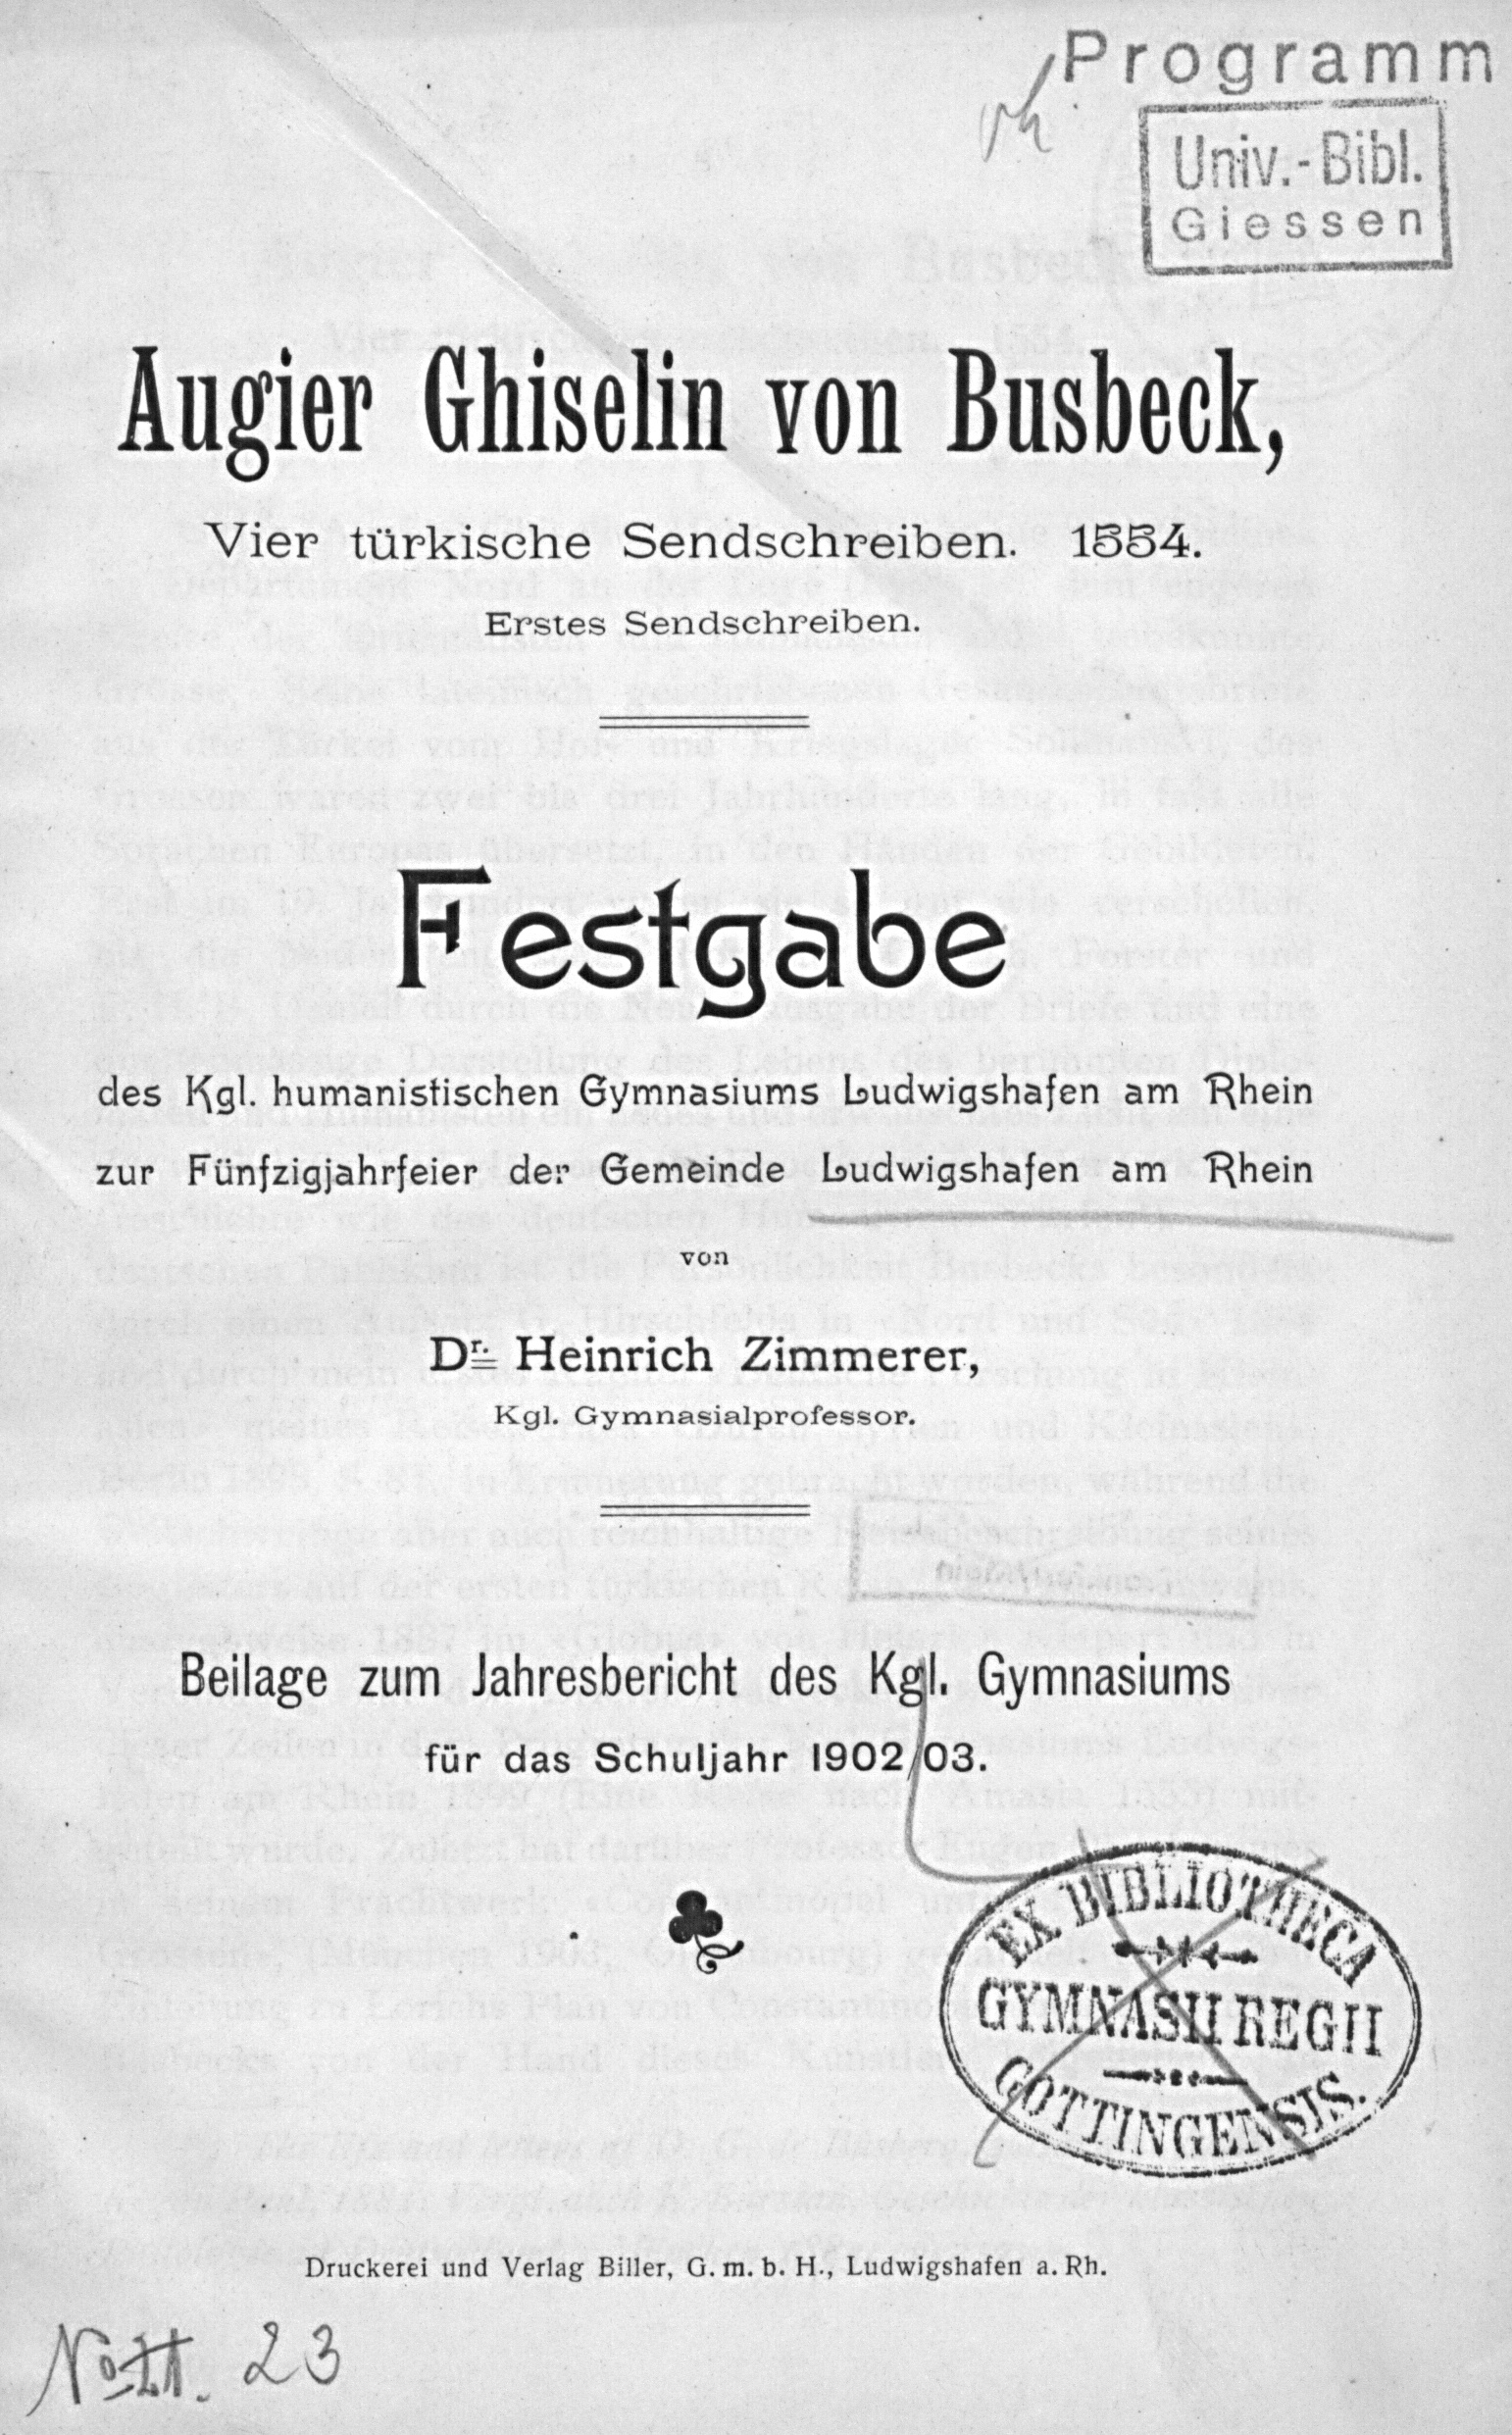 Programm
Univ.-Bibl.
Giessen
Augier Ghiselin von Busbeck,
Vier türkische Sendschreiben. 1554.
Erstes Sendschreiben.
Festgabe
des Kgl. humanistischen Gymnasiums Ludwigshafen am Rhein
zur Fünfzigjahrfeier der Gemeinde Ludwigshafen am Rhein
von
Dr. Heinrich Zimmerer,
Kgl. Gymnasialprofessor.
Beilage zum Jahresbericht des Kgl. Gymnasiums
für das Schuljahr 1902/03.
EX BIBLIOTHECA
GYMNASII REGII
GOTTINGENSIS.
Druckerei und Verlag Biller, G. m. b. H., Ludwigshafen a. Rh.
No 23